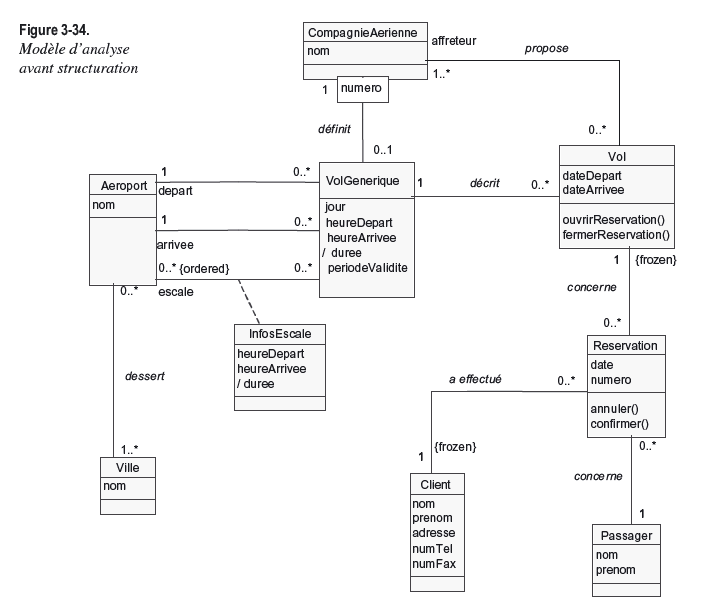 Figure 3-34.
Modèle d'analyse
avant structuration
CompagnieAerienne
nom
affreteur
1..*
propose
1
numero
définit
0..1
0..*
Vol
dateDepart
dateArrivee
ouvrirReservation()
fermerReservation()
Aeroport
nom
1
depart
0..*
1
arrivee
0..*
0..* {ordered}
escale
0..*
VolGenerique
jour
heureDepart
heureArrivee
/ duree
periodeValidite
1
décrit
0..*
1
{frozen}
concerne
0..*
0..*
InfosEscale
heureDepart
heureArrivee
/ duree
dessert
1..*
Ville
nom
Reservation
date
numero
annuler()
confirmer()
a effectué
0..*
{frozen}
1
Client
nom
prenom
adresse
numTel
numFax
0..*
concerne
1
Passager
nom
prenom